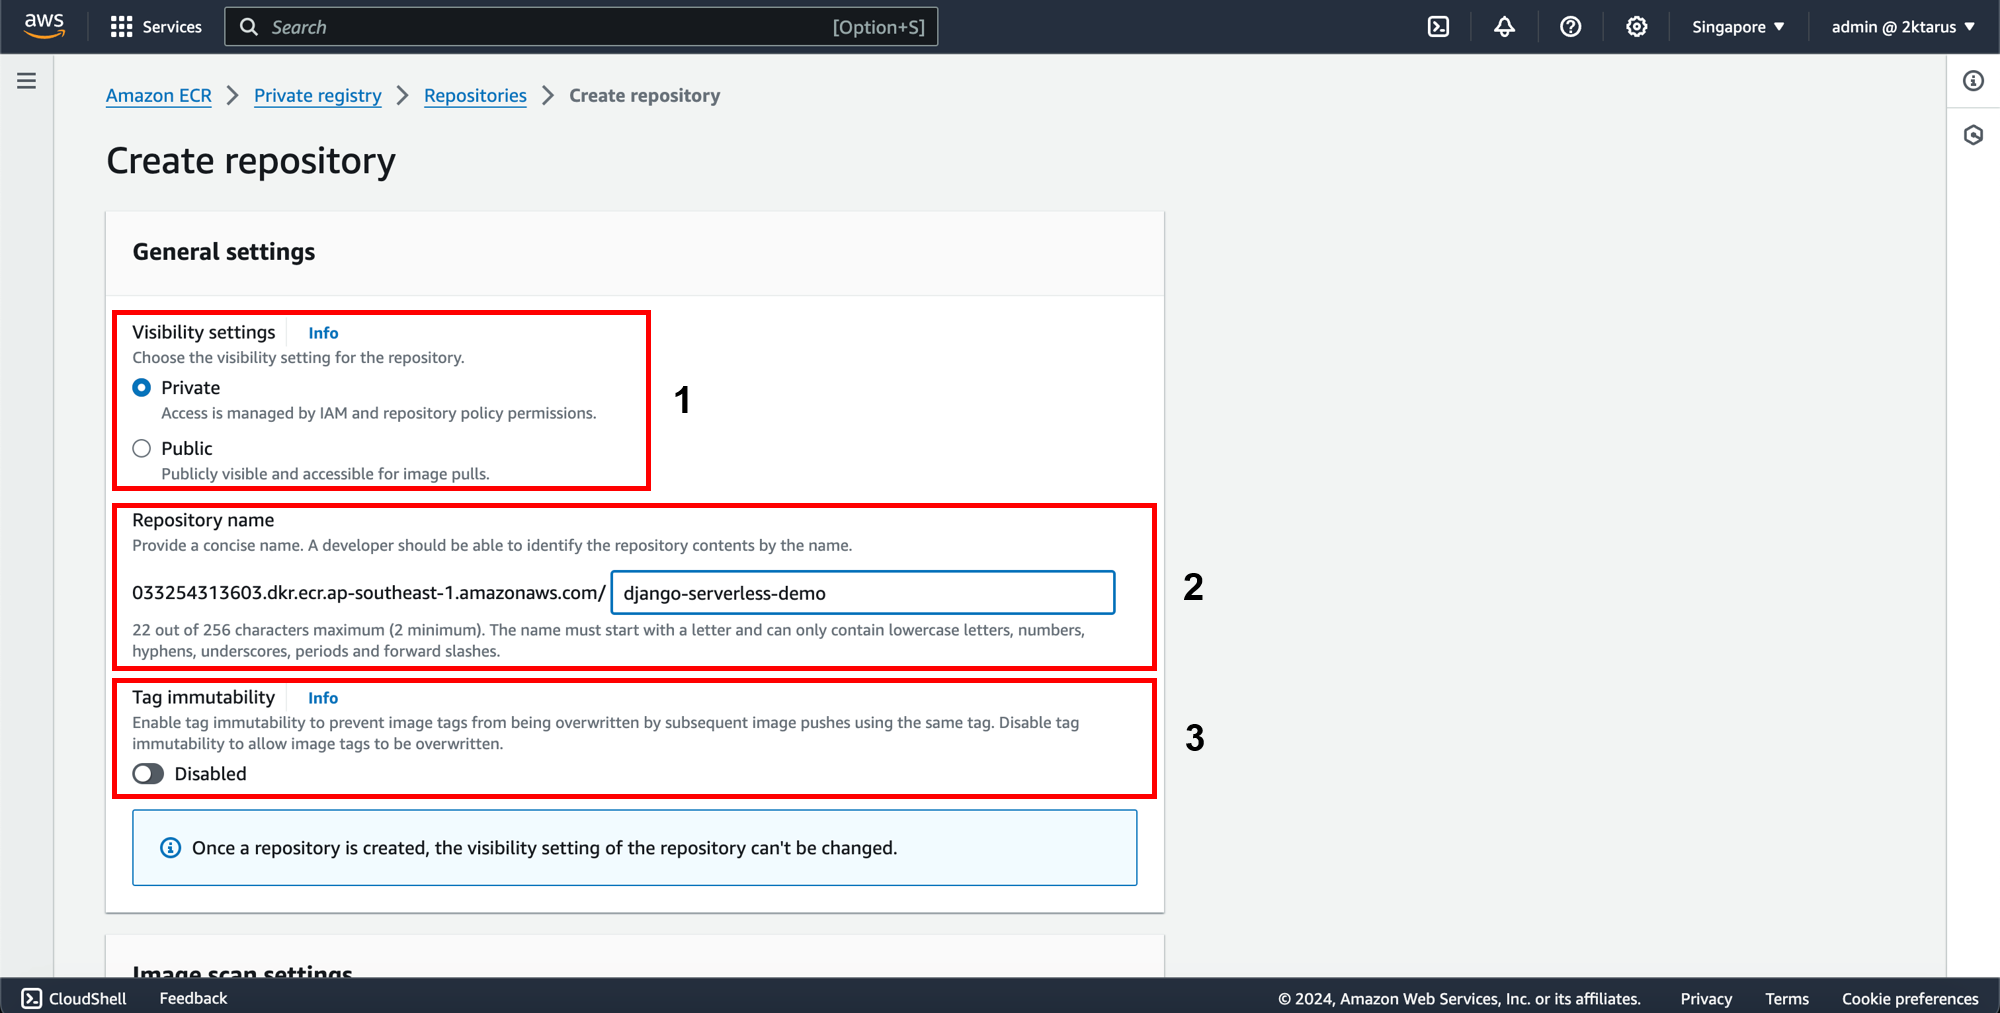 aws
Services
Search
[Option+S]
Singapore
admin @ 2ktarus
Amazon ECR
Private registry
Repositories
Create repository
Create repository
General settings
Visibility settings
Info
Choose the visibility setting for the repository.
Private
Access is managed by IAM and repository policy permissions.
Public
Publicly visible and accessible for image pulls.
1
Repository name
Provide a concise name. A developer should be able to identify the repository contents by the name.
033254313603.dkr.ecr.ap-southeast-1.amazonaws.com/
django-serverless-demo
22 out of 256 characters maximum (2 minimum). The name must start with a letter and can only contain lowercase letters, numbers,
hyphens, underscores, periods and forward slashes.
2
Tag immutability
Info
Enable tag immutability to prevent image tags from being overwritten by subsequent image pushes using the same tag. Disable tag
immutability to allow image tags to be overwritten.
Disabled
3
Once a repository is created, the visibility setting of the repository can't be changed.
Image scan settings
CloudShell
Feedback
© 2024, Amazon Web Services, Inc. or its affiliates.
Privacy
Terms
Cookie preferences